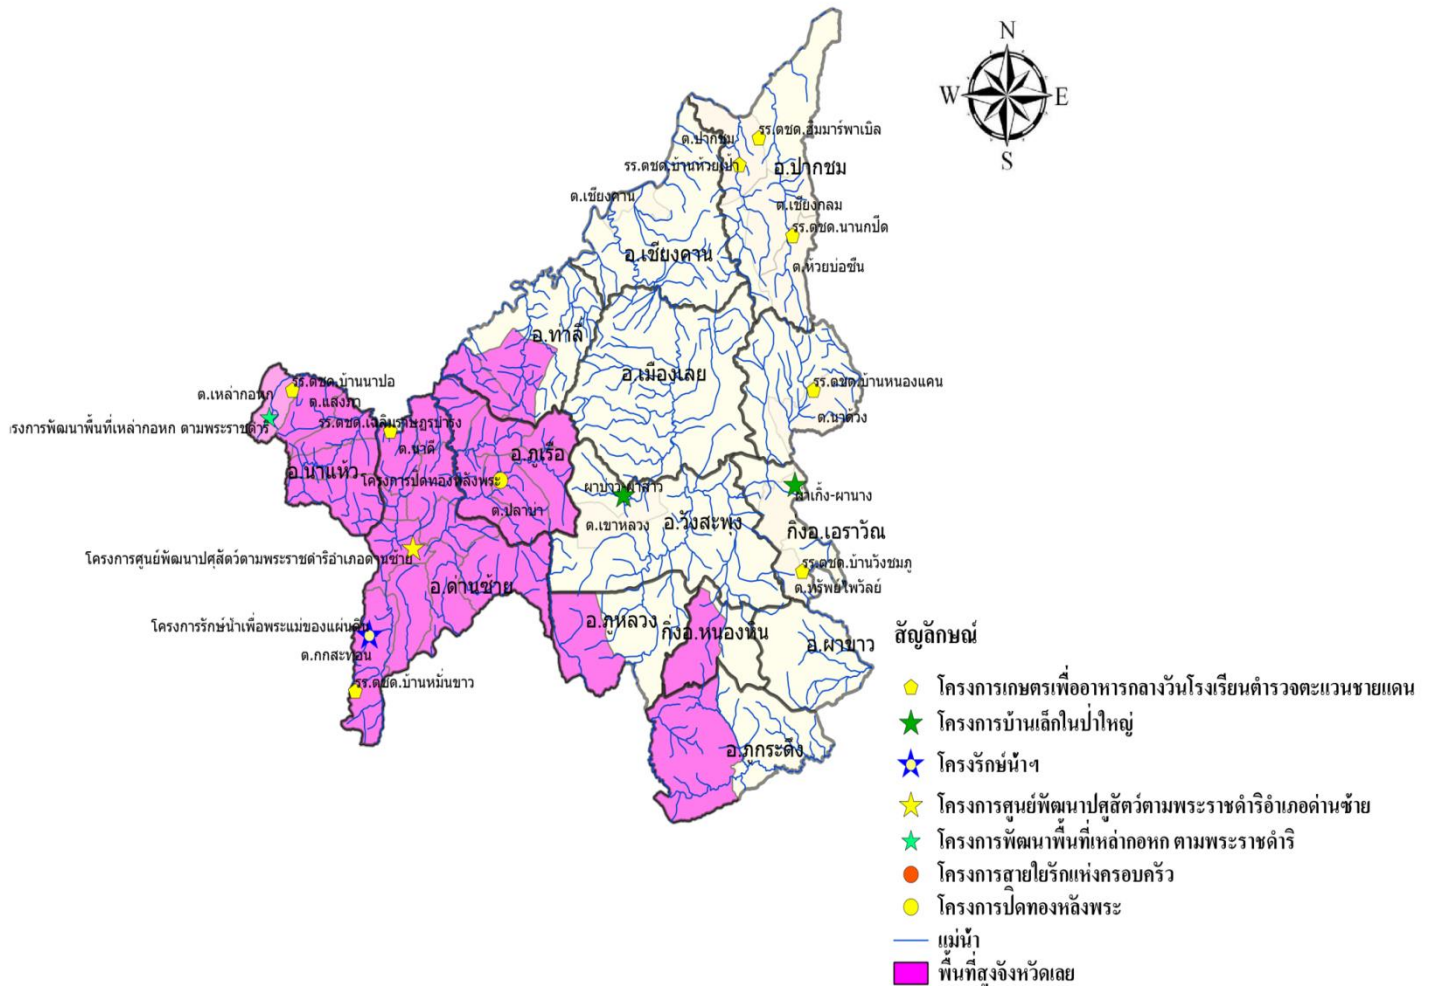 N
W E
S
รร.ตชด.ฮิมมาร์พาเบิล
ต.ปากชม
รร.ตชด.บ้านห้วยเป้า
อ.ปากชม
ต.เชียงคาน
ต.เชียงกลม
รร.ตชด.นานกปีด
อ.เชียงคาน
ต.ห้วยบ่อซืน
อ.ท่าลี่
อ.เมืองเลย
รร.ตชด.บ้านนาปอ
รร.ตชด.บ้านหนองแคน
ต.เหล่ากอหก
ต.แสงภา
ต.นาด้วง
รงการพัฒนาพื้นที่เหล่ากอหก ตามพระราชดำริ
รร.ตชด.เฉลิมราษฎรบำรุง
ต.นาดี
อ.ภูเรือ
อ.นาแห้ว
โครงการปิดทองหลังพระ
ผาบ่าว-ผาสาว
ผาเกิ้ง-ผานาง
ต.ปลาบา
ต.เขาหลวง
อ.วังสะพุง
กิ่งอ.เอราวัณ
โครงการศูนย์พัฒนาปศุสัตว์ตามพระราชดำริอำเภอด่านซ้าย
รร.ตชด.บ้านวังชมภู
อ.ด่านซ้าย
ต.ทรัพย์ไพวัลย์
โครงการรักษ์น้ำเพื่อพระแม่ของแผ่นดิน
อ.ภูหลวง
กิ่งอ.หนองหิน
อ.ผาขาว
ต.กกสะทอน
รร.ตชด.บ้านหมันขาว
อ.ภูกระดึง
สัญลักษณ์
โครงการเกษตรเพื่ออาหารกลางวันโรงเรียนตำรวจตะแวนชายแดน
โครงการบ้านเล็กในป่าใหญ่
โครงรักษ์น้ำฯ
โครงการศูนย์พัฒนาปศูสัตว์ตามพระราชดำริอำเภอด่านซ้าย
โครงการพัฒนาพื้นที่เหล่ากอหก ตามพระราชดำริ
โครงการสายใยรักแห่งครอบครัว
โครงการปิดทองหลังพระ
แม่น้ำ
พื้นที่สูงจังหวัดเลย